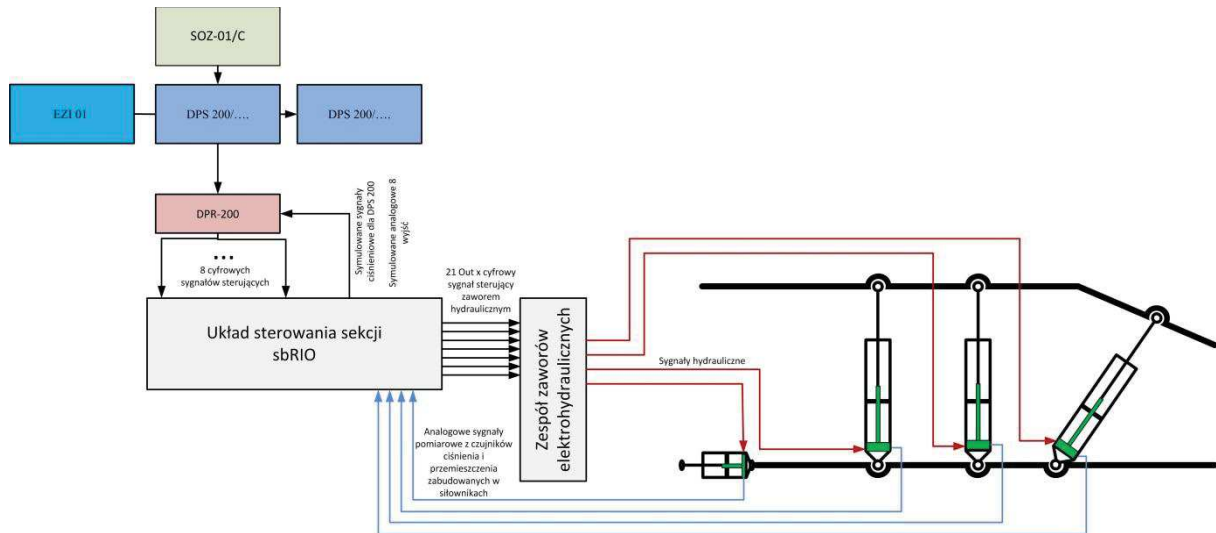 SOZ-01/C
EZI 01
DPS 200/....
DPS 200/....
DPR-200
Symulowane sygnały
ciśnieniowe dla DPS 200
Symulowane analogowe 8
wyjść
...
8 cyfrowych
sygnałów sterujących
21 Out x cyfrowy
sygnał sterujący
zaworem
hydraulicznym
Układ sterowania sekcji
sbRIO
Zespół zaworów
elektrohydraulicznych
Sygnały hydrauliczne
Analogowe sygnały
pomiarowe z czujników
ciśnienia i
przemieszczenia
zabudowanych w
siłownikach